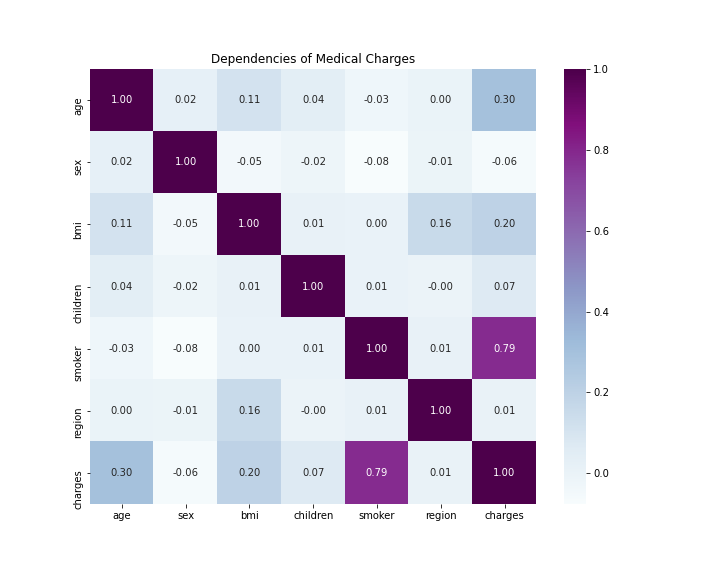 Dependencies of Medical Charges
age 1.00 0.02 0.11 0.04 -0.03 0.00 0.30
sex 0.02 1.00 -0.05 -0.02 -0.08 -0.01 -0.06
bmi 0.11 -0.05 1.00 0.01 0.00 0.16 0.20
children 0.04 -0.02 0.01 1.00 0.01 -0.00 0.07
smoker -0.03 -0.08 0.00 0.01 1.00 0.01 0.79
region 0.00 -0.01 0.16 -0.00 0.01 1.00 0.01
charges 0.30 -0.06 0.20 0.07 0.79 0.01 1.00
age sex bmi children smoker region charges
1.0
0.8
0.6
0.4
0.2
0.0